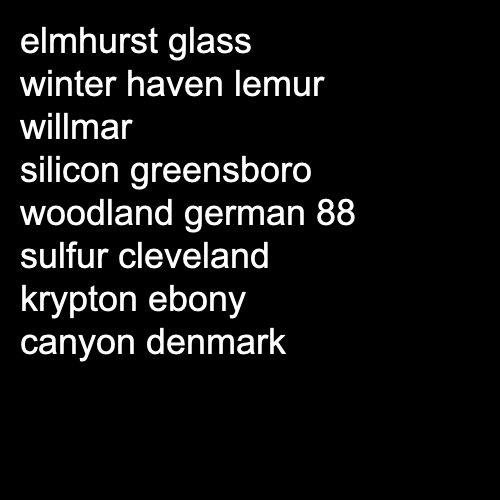 elmhurst glass
winter haven lemur
willmar
silicon greensboro
woodland german 88
sulfur cleveland
krypton ebony
canyon denmark